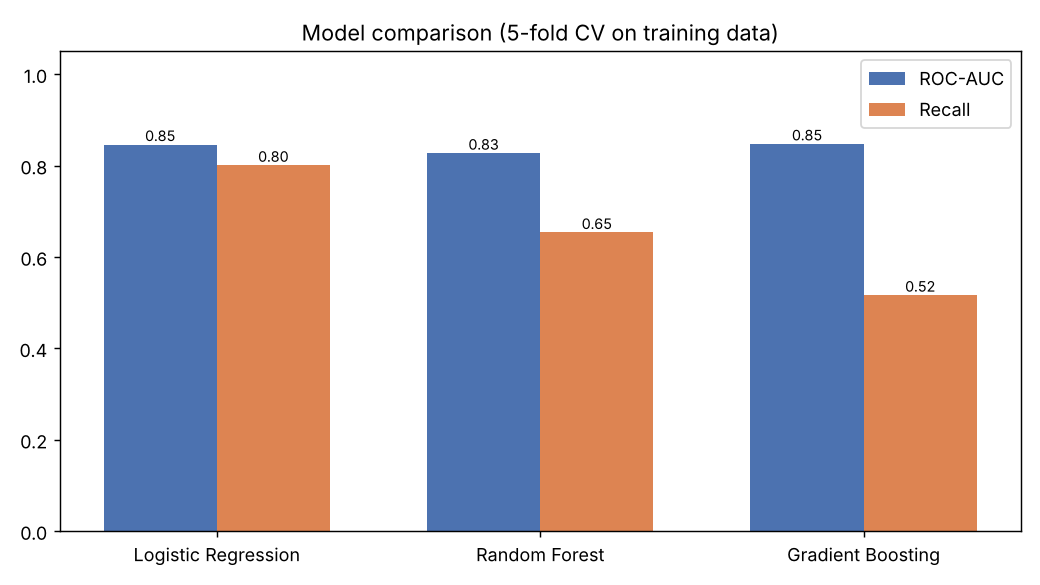 Model comparison (5-fold CV on training data)
1.0
0.8
0.6
0.4
0.2
0.0
ROC-AUC
Recall
0.85
0.80
0.83
0.65
0.85
0.52
Logistic Regression
Random Forest
Gradient Boosting